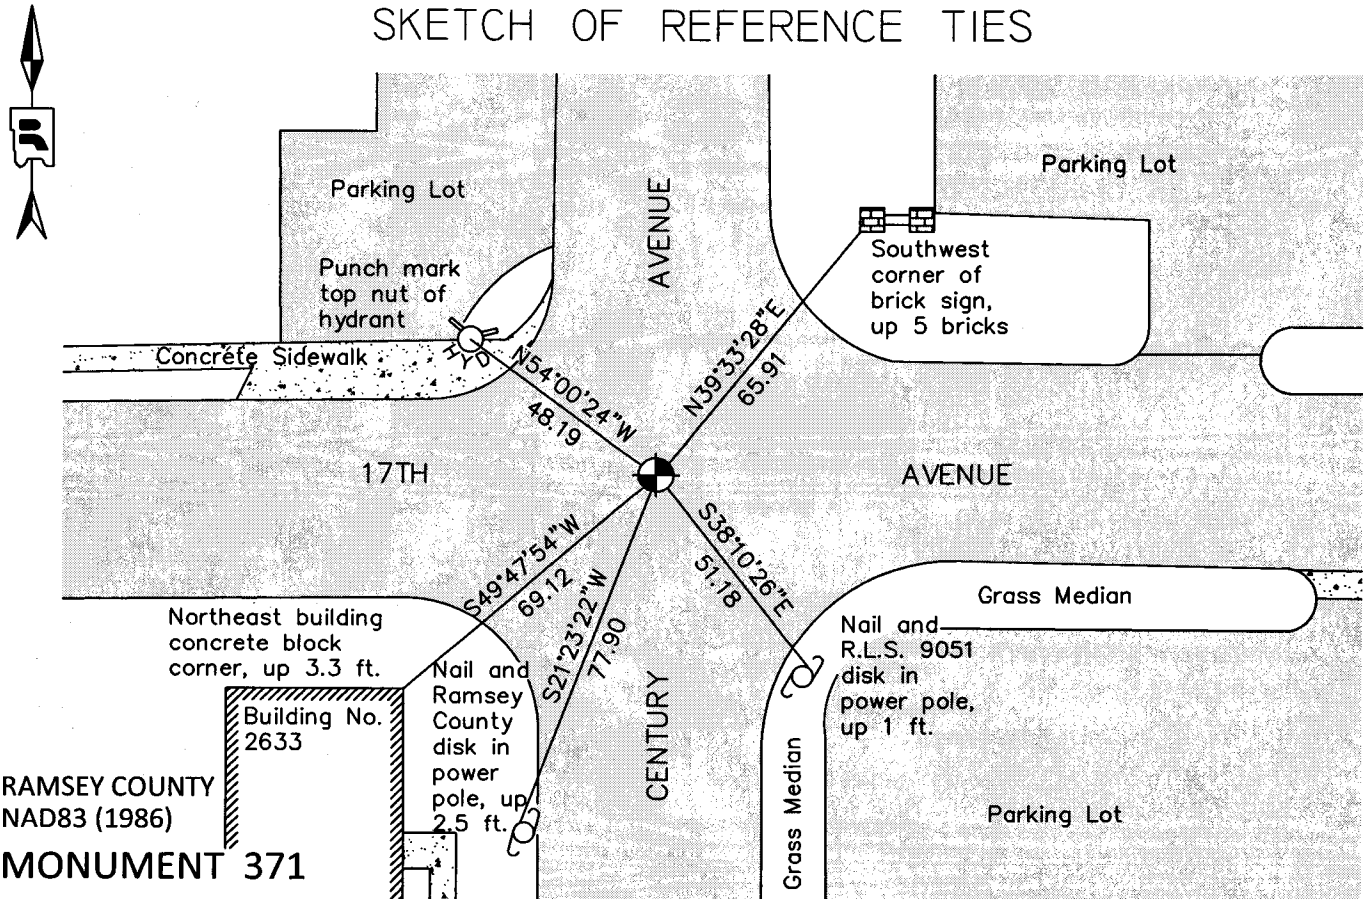 SKETCH OF REFERENCE TIES
Parking Lot
Parking Lot
AVENUE
Punch mark
top nut of
hydrant
Southwest
corner of
brick sign,
up 5 bricks
HYD
Concrete Sidewalk
N54°00'24"W
48.19
N39°33'28"E
65.91
17TH
AVENUE
S49°47'54"W
69.12
S21°23'22"W
77.90
S38°10'26"E
51.18
Grass Median
Northeast building
concrete block
corner, up 3.3 ft.
Nail and
R.L.S. 9051
disk in
power pole,
up 1 ft.
Nail and
Ramsey
County
disk in
power
pole, up
2.5 ft.
Building No.
2633
CENTURY
Grass Median
Parking Lot
RAMSEY COUNTY
NAD83 (1986)
MONUMENT 371